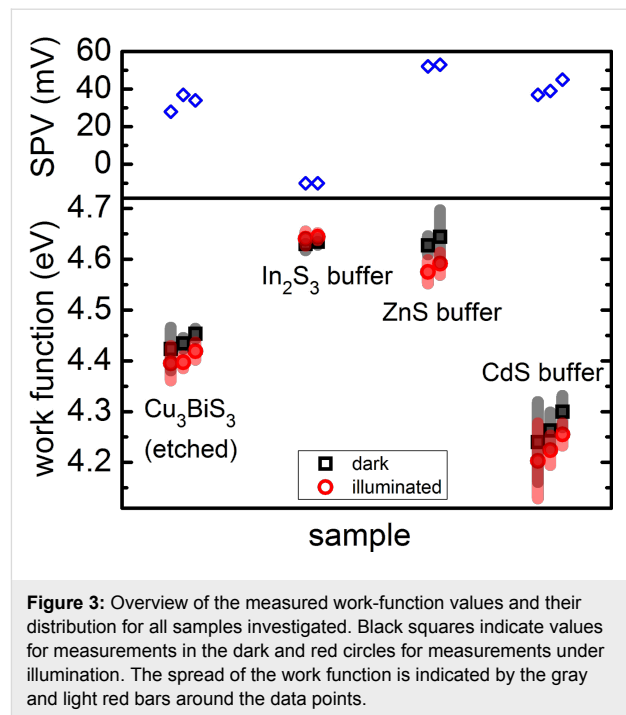 60
40
20
0
SPV (mV)
4.7
4.6
4.5
4.4
4.3
4.2
work function (eV)
In₂S₃ buffer
ZnS buffer
CdS buffer
Cu₃BiS₃
(etched)
dark
illuminated
sample
Figure 3: Overview of the measured work-function values and their
distribution for all samples investigated. Black squares indicate values
for measurements in the dark and red circles for measurements under
illumination. The spread of the work function is indicated by the gray
and light red bars around the data points.